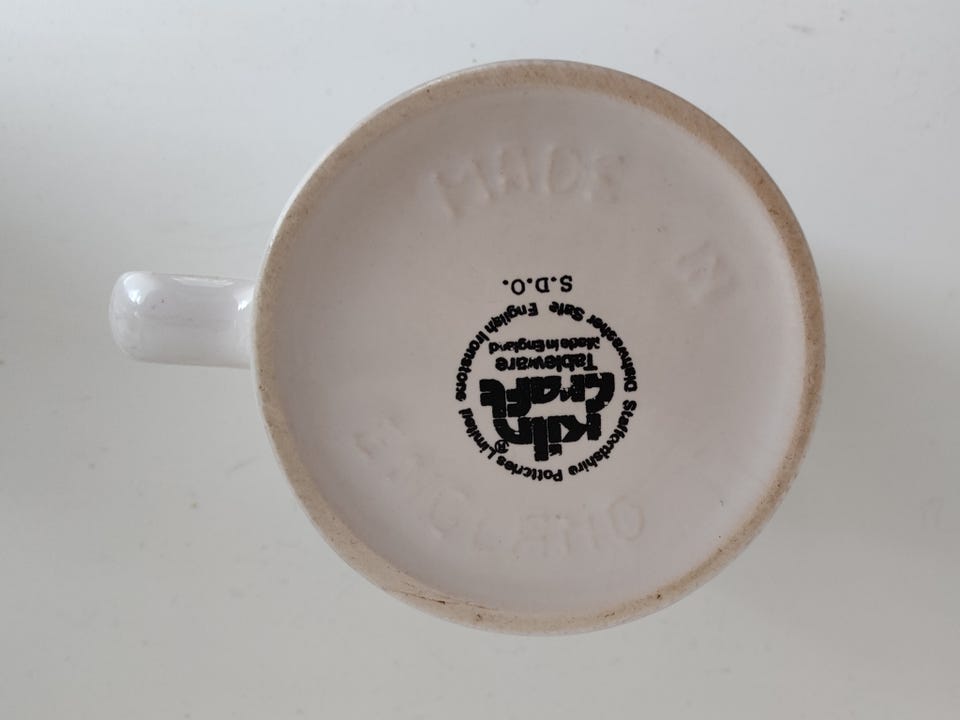 MADE
IN
ENGLAND
Staffordshire Potteries Limited
Kiln
Craft
®
Tableware
Made in England
Dishwasher Safe English Ironstone
S.D.O.